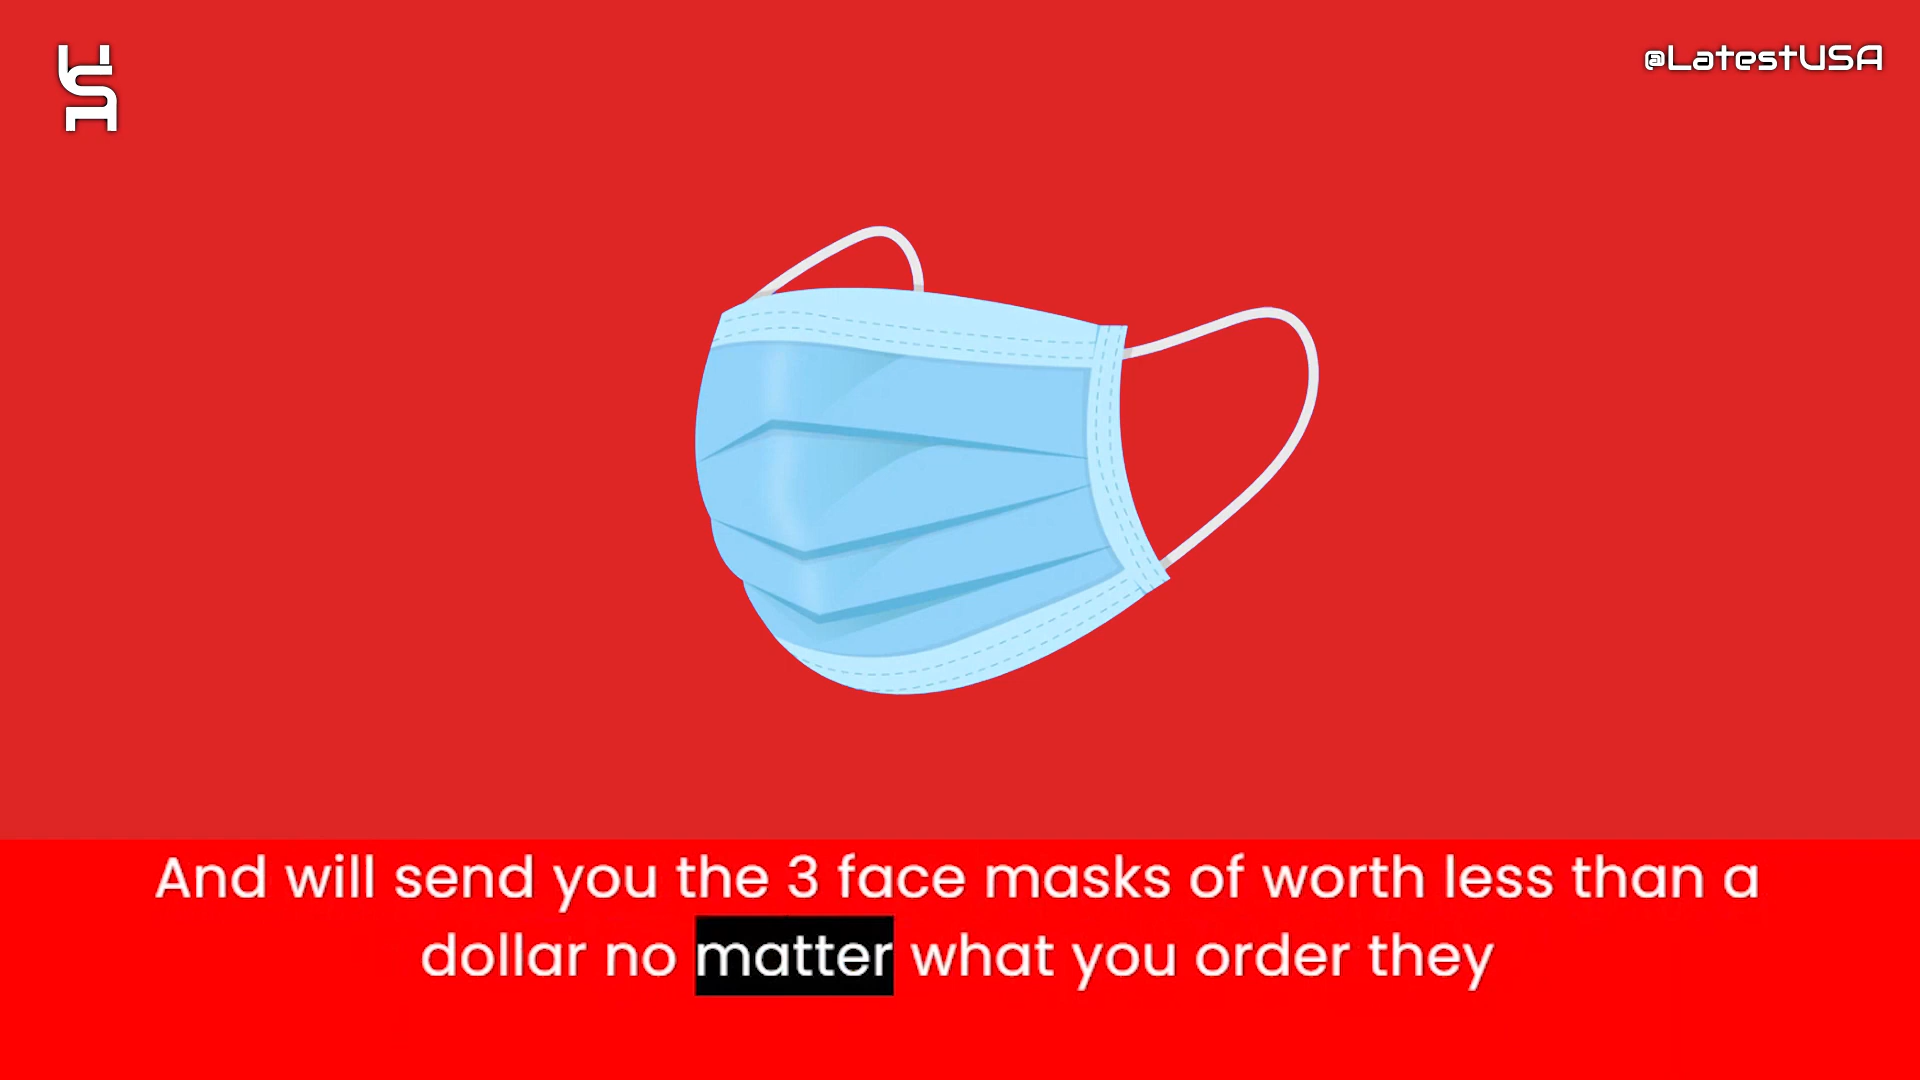 USA
@LatestUSA
And will send you the 3 face masks of worth less than a
dollar no matter what you order they